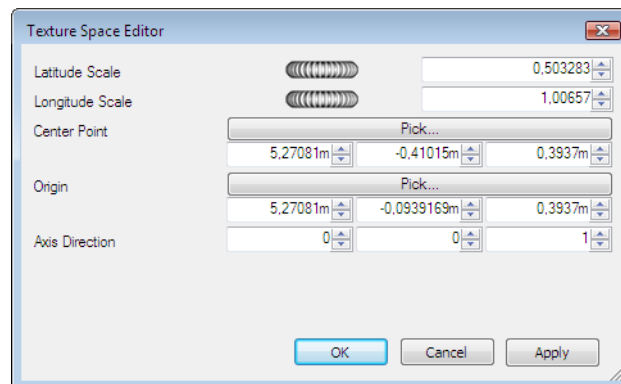 Texture Space Editor
Latitude Scale 0,503283
Longitude Scale 1,00657
Center Point Pick...
5,27081m -0,41015m 0,3937m
Origin Pick...
5,27081m -0,0939169m 0,3937m
Axis Direction 0 0 1
OK Cancel Apply